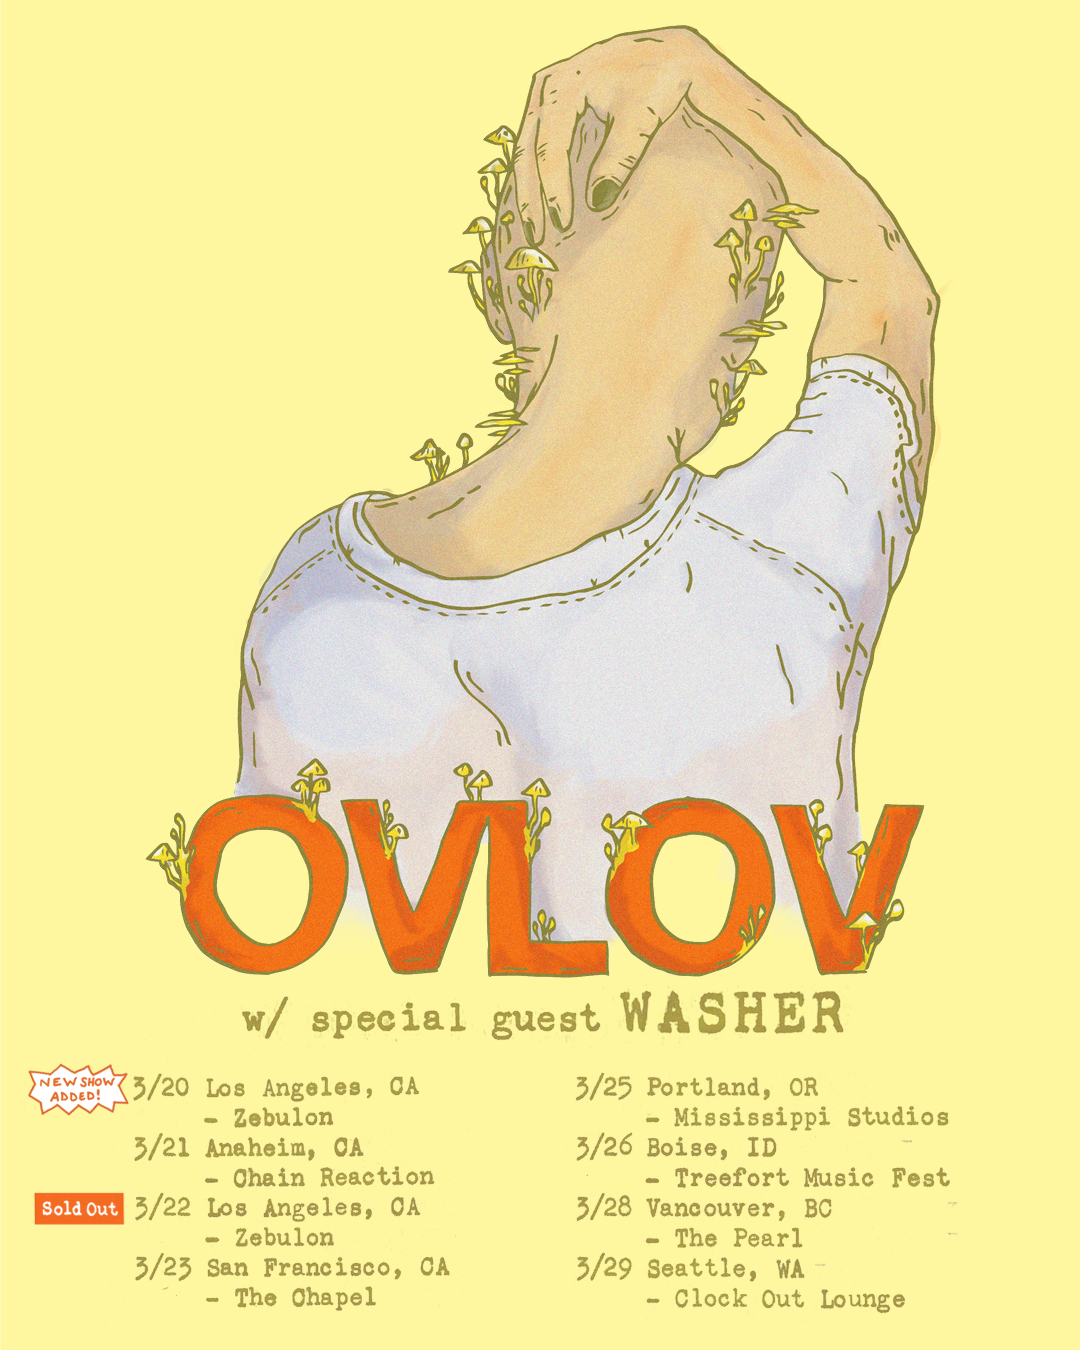 OVLOV
w/ special guest WASHER
NEW SHOW
ADDED!
3/20 Los Angeles, CA
- Zebulon
3/21 Anaheim, CA
- Chain Reaction
Sold Out
3/22 Los Angeles, CA
- Zebulon
3/23 San Francisco, CA
- The Chapel
3/25 Portland, OR
- Mississippi Studios
3/26 Boise, ID
- Treefort Music Fest
3/28 Vancouver, BC
- The Pearl
3/29 Seattle, WA
- Clock Out Lounge